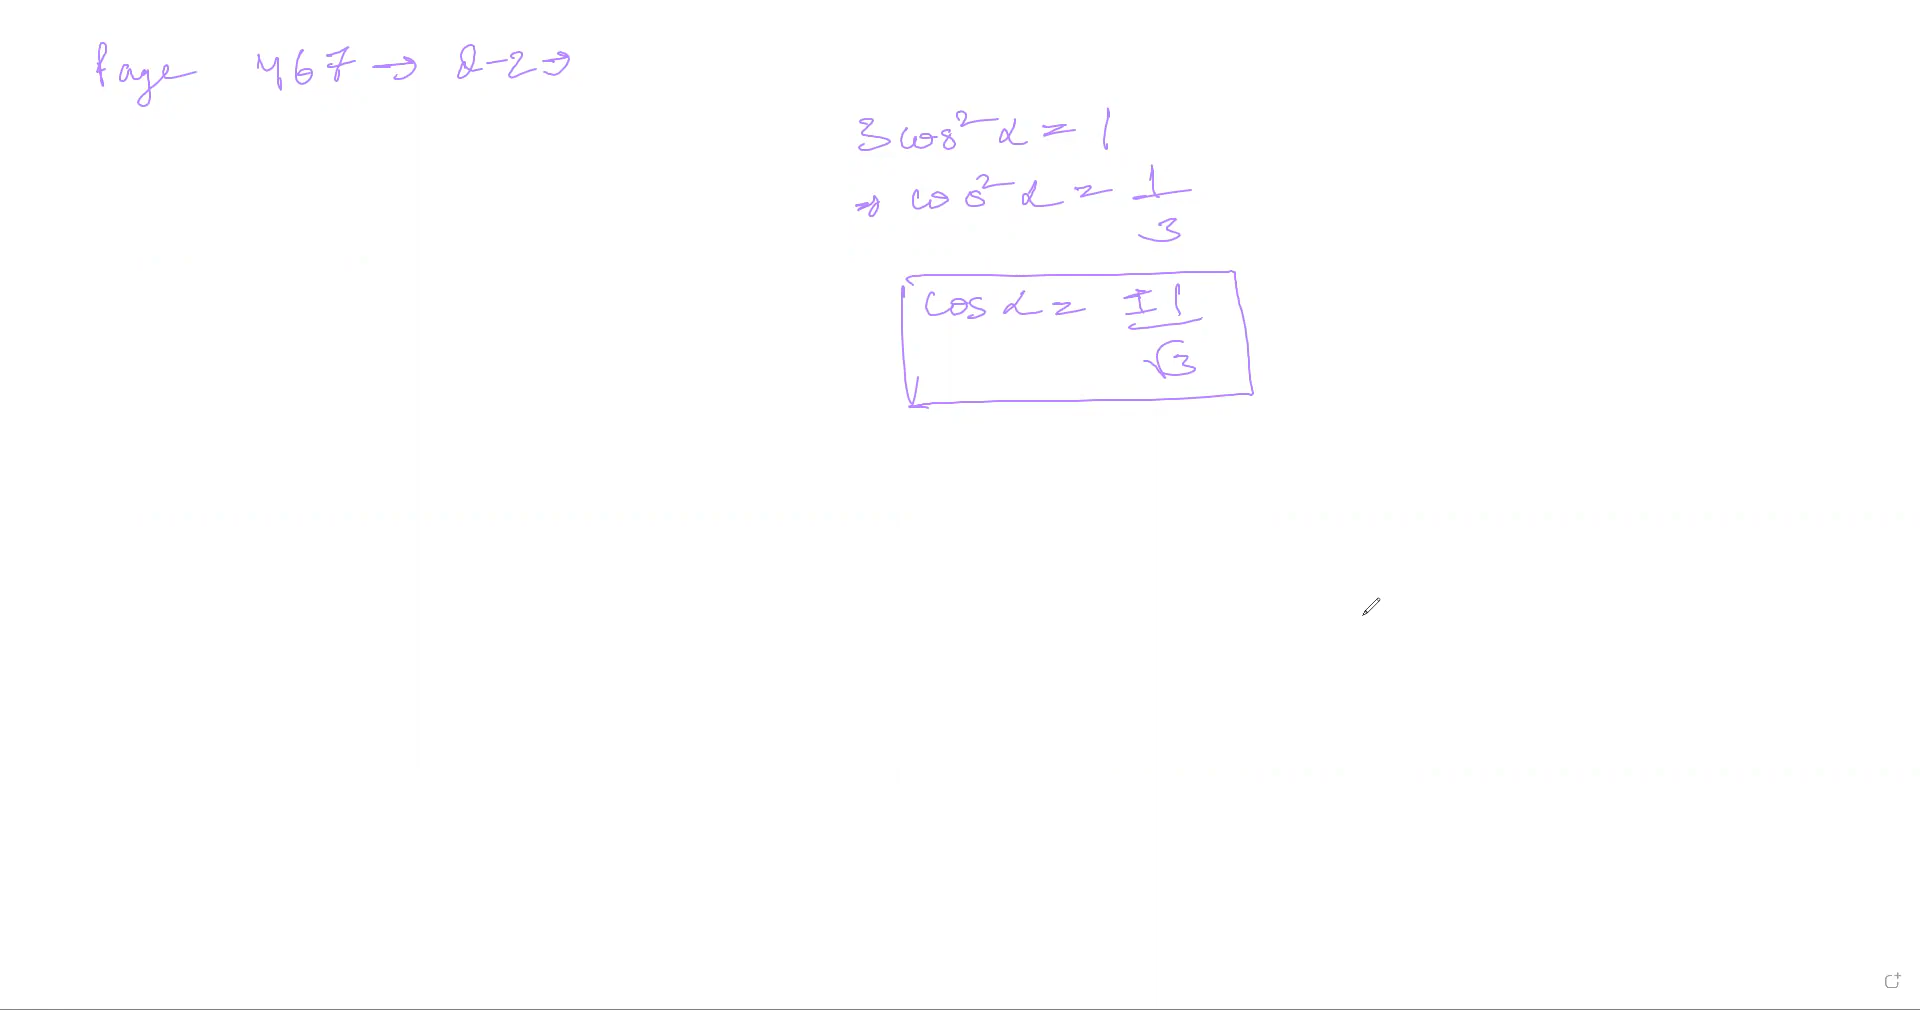 Page 467 → Q-2 →
3 cos² α = 1
⇒ cos² α = 1/3
cos α = ±1/√3